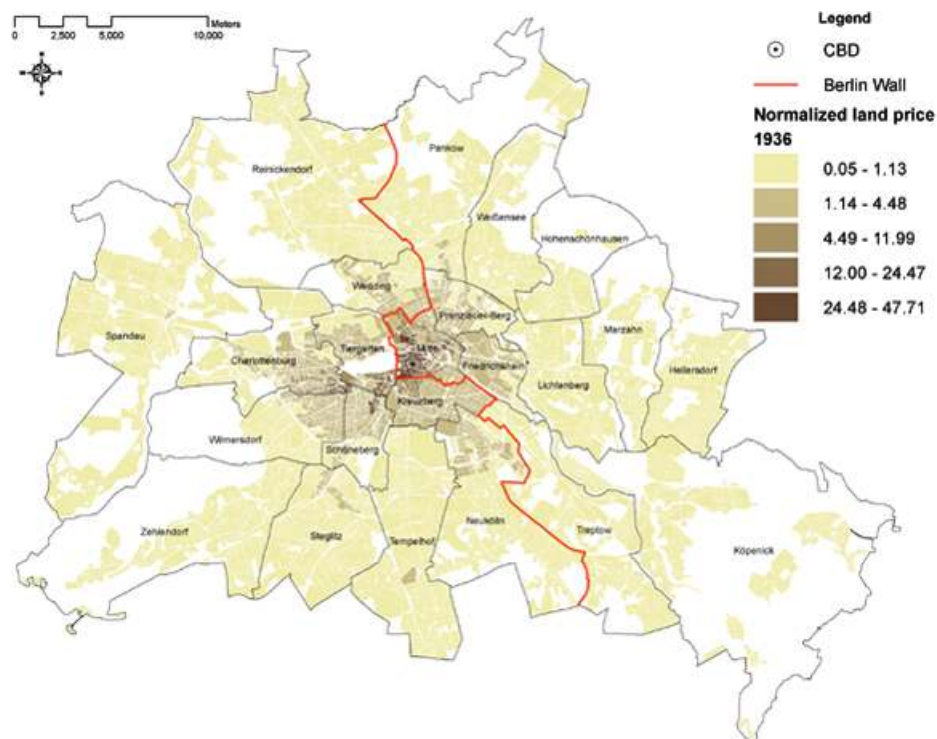 Meters
0 2,500 5,000 10,000
N
W E
S
Legend
CBD
Berlin Wall
Normalized land price
1936
0.05 - 1.13
1.14 - 4.48
4.49 - 11.99
12.00 - 24.47
24.48 - 47.71
Pankow
Reinickendorf
Weißensee
Hohenschönhausen
Wedding
Prenzlauer-Berg
Marzahn
Spandau
Tiergarten
Mitte
Charlottenburg
Friedrichshain
Hellersdorf
Lichtenberg
Kreuzberg
Wilmersdorf
Schöneberg
Zehlendorf
Steglitz
Tempelhof
Neukölln
Treptow
Köpenick